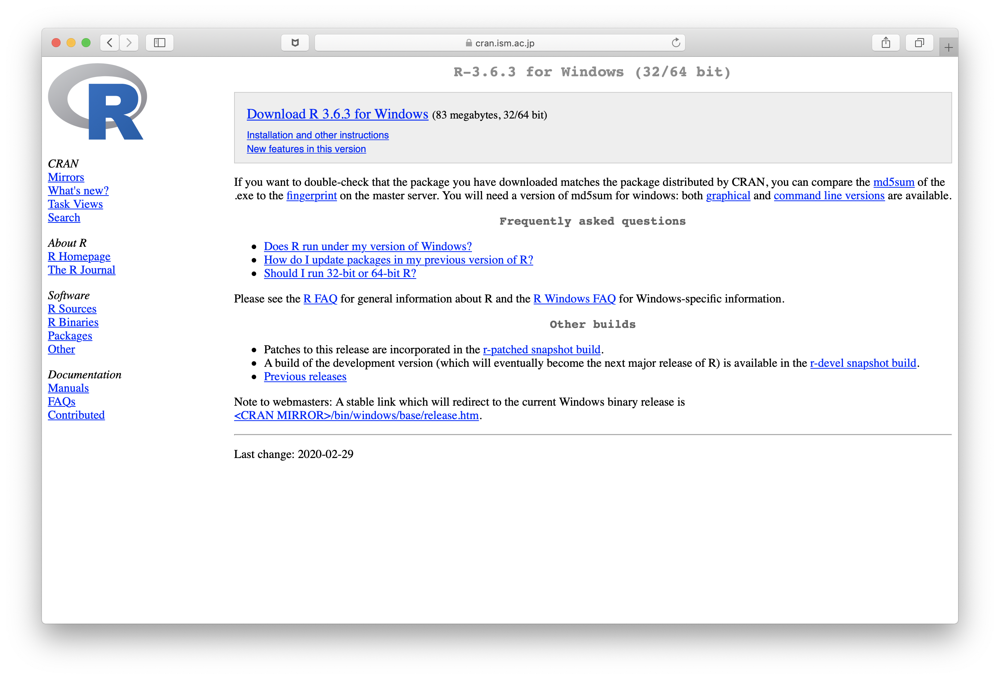 cran.ism.ac.jp
R
CRAN
Mirrors
What's new?
Task Views
Search
About R
R Homepage
The R Journal
Software
R Sources
R Binaries
Packages
Other
Documentation
Manuals
FAQs
Contributed
R-3.6.3 for Windows (32/64 bit)
Download R 3.6.3 for Windows (83 megabytes, 32/64 bit)
Installation and other instructions
New features in this version
If you want to double-check that the package you have downloaded matches the package distributed by CRAN, you can compare the md5sum of the
.exe to the fingerprint on the master server. You will need a version of md5sum for windows: both graphical and command line versions are available.
Frequently asked questions
Does R run under my version of Windows?
How do I update packages in my previous version of R?
Should I run 32-bit or 64-bit R?
Please see the R FAQ for general information about R and the R Windows FAQ for Windows-specific information.
Other builds
Patches to this release are incorporated in the r-patched snapshot build.
A build of the development version (which will eventually become the next major release of R) is available in the r-devel snapshot build.
Previous releases
Note to webmasters: A stable link which will redirect to the current Windows binary release is
<CRAN MIRROR>/bin/windows/base/release.htm.
Last change: 2020-02-29